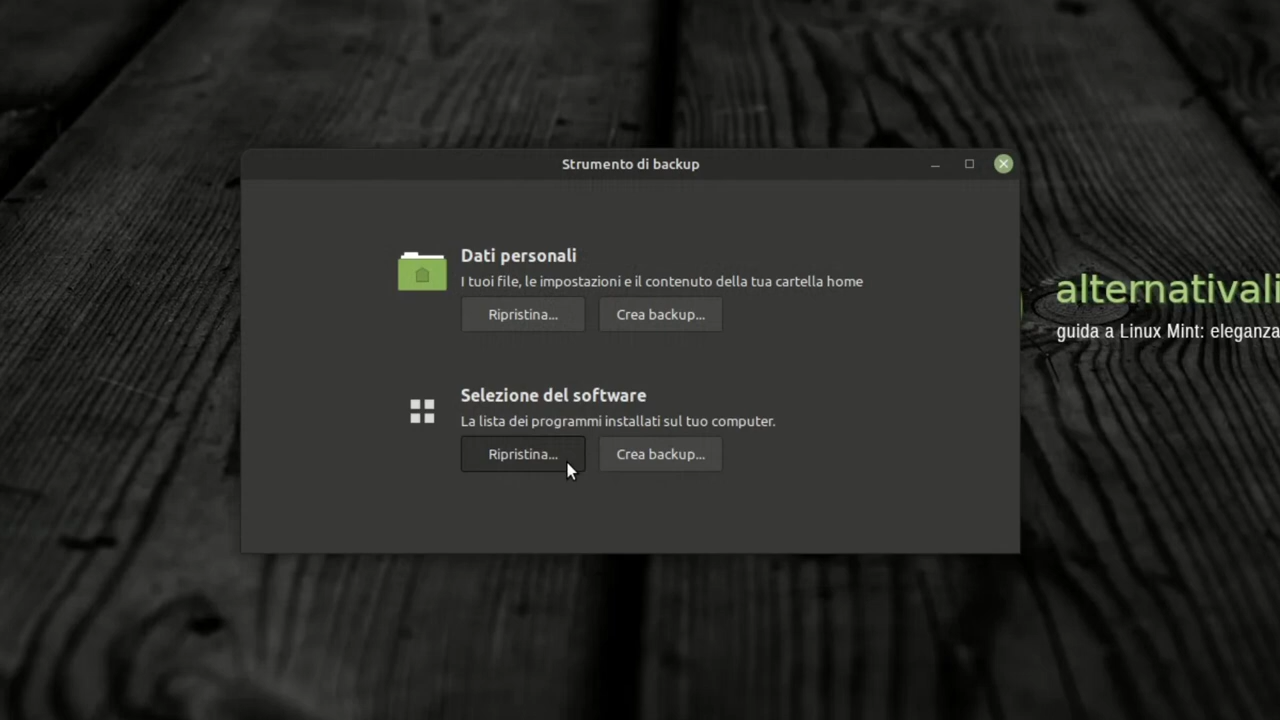 Strumento di backup
Dati personali
I tuoi file, le impostazioni e il contenuto della tua cartella home
Ripristina... Crea backup...
alternativali
guida a Linux Mint: eleganza
Selezione del software
La lista dei programmi installati sul tuo computer.
Ripristina... Crea backup...